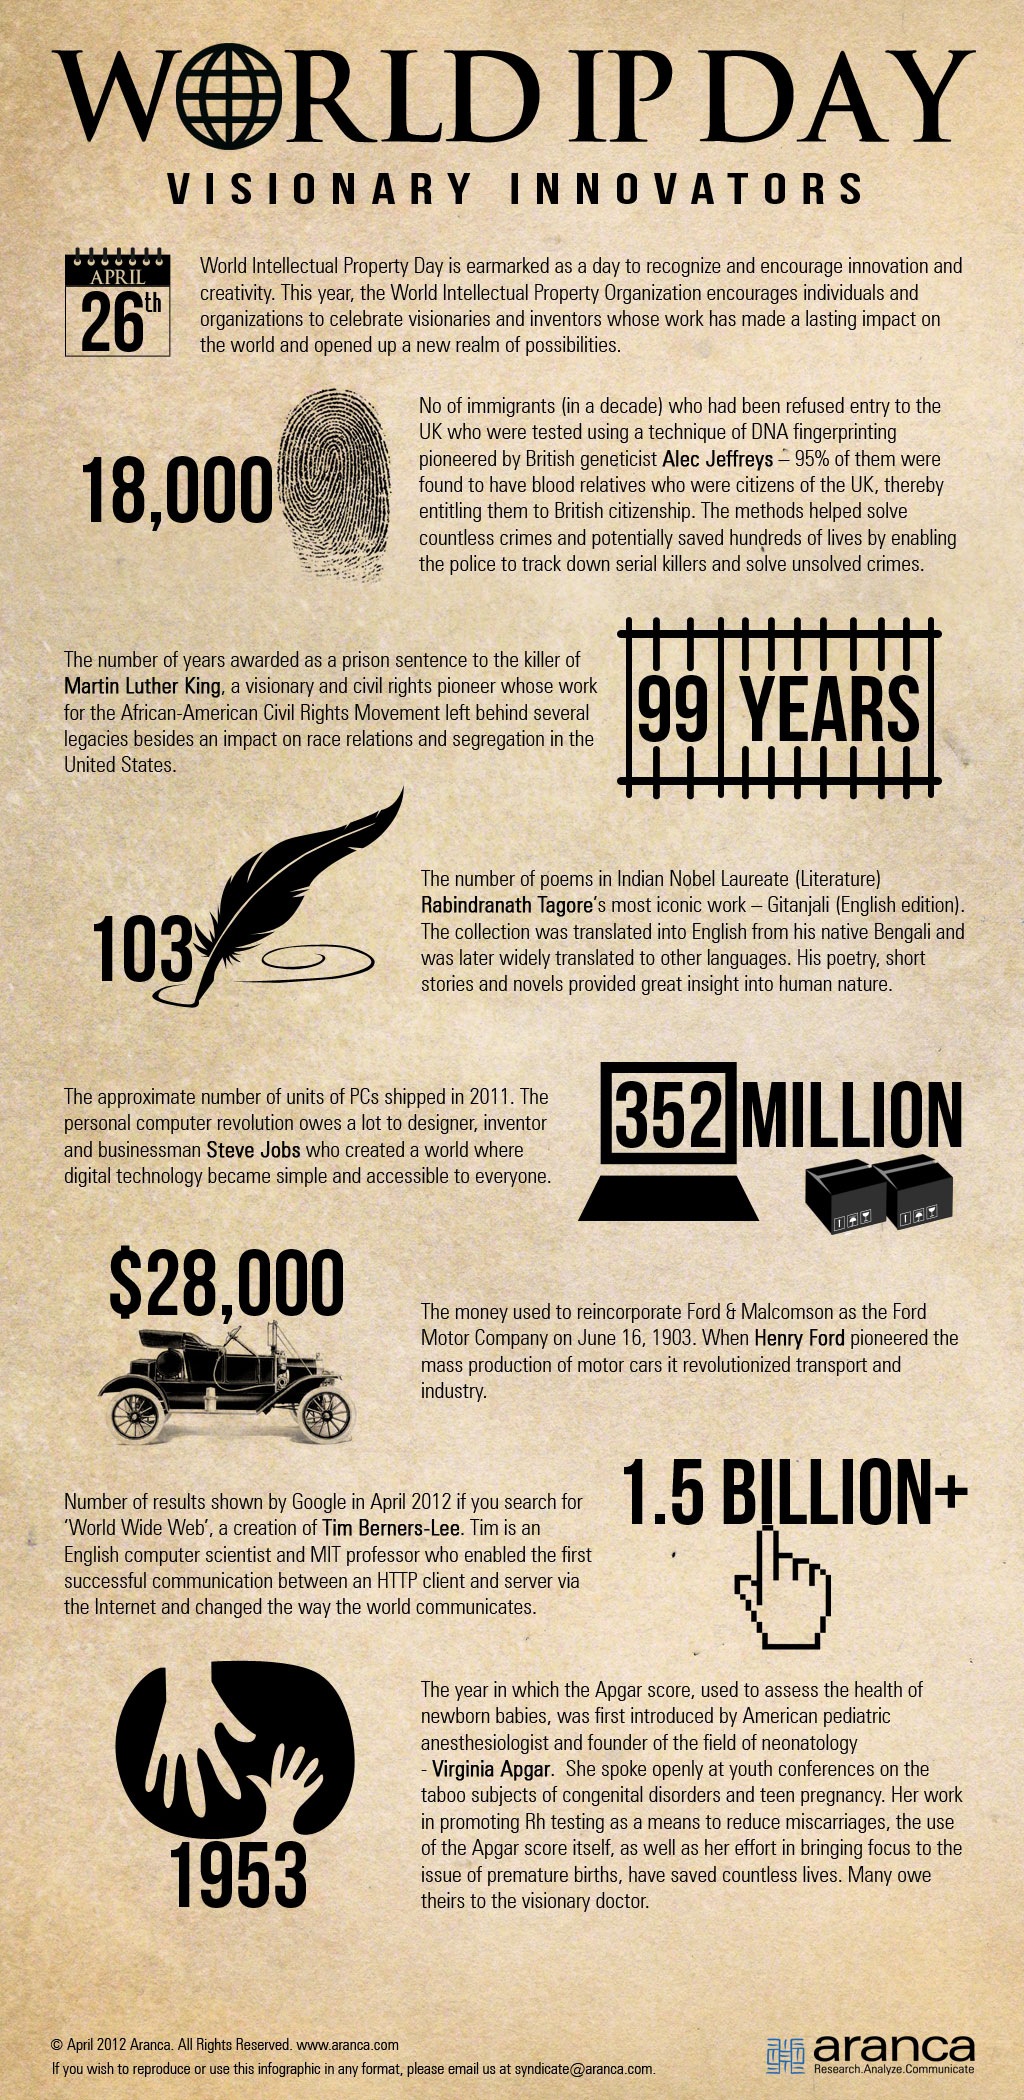 WORLD IP DAY
VISIONARY INNOVATORS
APRIL
26th
World Intellectual Property Day is earmarked as a day to recognize and encourage innovation and
creativity. This year, the World Intellectual Property Organization encourages individuals and
organizations to celebrate visionaries and inventors whose work has made a lasting impact on
the world and opened up a new realm of possibilities.
18,000
No of immigrants (in a decade) who had been refused entry to the
UK who were tested using a technique of DNA fingerprinting
pioneered by British geneticist Alec Jeffreys – 95% of them were
found to have blood relatives who were citizens of the UK, thereby
entitling them to British citizenship. The methods helped solve
countless crimes and potentially saved hundreds of lives by enabling
the police to track down serial killers and solve unsolved crimes.
The number of years awarded as a prison sentence to the killer of
Martin Luther King, a visionary and civil rights pioneer whose work
for the African-American Civil Rights Movement left behind several
legacies besides an impact on race relations and segregation in the
United States.
99 YEARS
103
The number of poems in Indian Nobel Laureate (Literature)
Rabindranath Tagore's most iconic work – Gitanjali (English edition).
The collection was translated into English from his native Bengali and
was later widely translated to other languages. His poetry, short
stories and novels provided great insight into human nature.
The approximate number of units of PCs shipped in 2011. The
personal computer revolution owes a lot to designer, inventor
and businessman Steve Jobs who created a world where
digital technology became simple and accessible to everyone.
352 MILLION
$28,000
The money used to reincorporate Ford & Malcomson as the Ford
Motor Company on June 16, 1903. When Henry Ford pioneered the
mass production of motor cars it revolutionized transport and
industry.
1.5 BILLION+
Number of results shown by Google in April 2012 if you search for
'World Wide Web', a creation of Tim Berners-Lee. Tim is an
English computer scientist and MIT professor who enabled the first
successful communication between an HTTP client and server via
the Internet and changed the way the world communicates.
1953
The year in which the Apgar score, used to assess the health of
newborn babies, was first introduced by American pediatric
anesthesiologist and founder of the field of neonatology
- Virginia Apgar. She spoke openly at youth conferences on the
taboo subjects of congenital disorders and teen pregnancy. Her work
in promoting Rh testing as a means to reduce miscarriages, the use
of the Apgar score itself, as well as her effort in bringing focus to the
issue of premature births, have saved countless lives. Many owe
theirs to the visionary doctor.
© April 2012 Aranca. All Rights Reserved. www.aranca.com
If you wish to reproduce or use this infographic in any format, please email us at syndicate@aranca.com.
aranca
Research.Analyze.Communicate